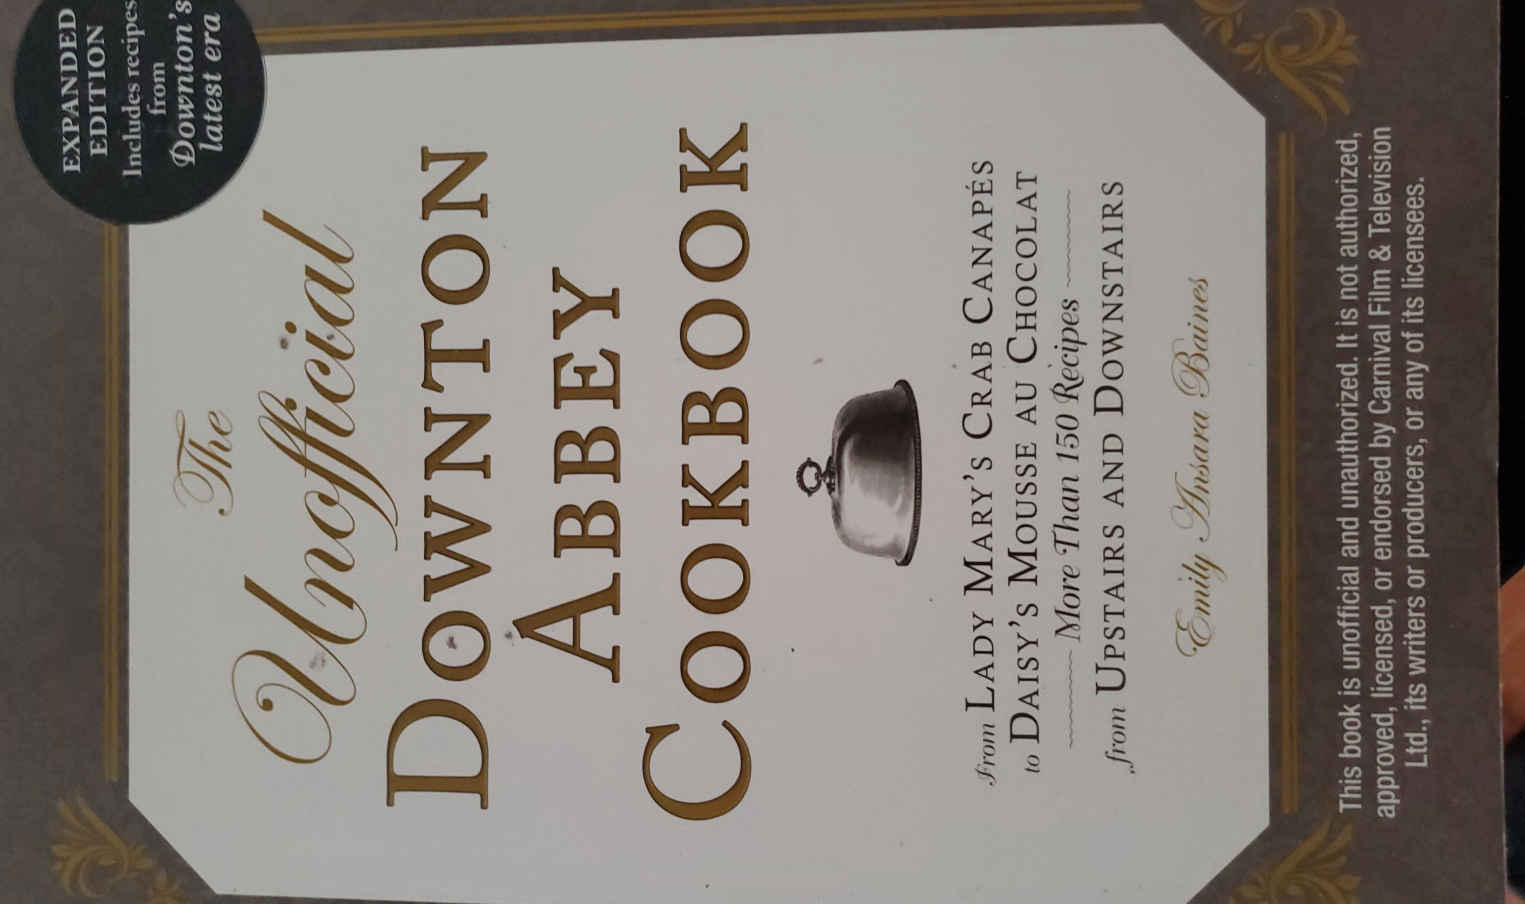 EXPANDED
EDITION
Includes recipes
from
Downton's
latest era
The
Unofficial
DOWNTON
ABBEY
COOKBOOK
From LADY MARY'S CRAB CANAPÉS
to DAISY'S MOUSSE AU CHOCOLAT
More Than 150 Recipes
from UPSTAIRS AND DOWNSTAIRS
Emily Ansara Baines
This book is unofficial and unauthorized. It is not authorized,
approved, licensed, or endorsed by Carnival Film & Television
Ltd., its writers or producers, or any of its licensees.